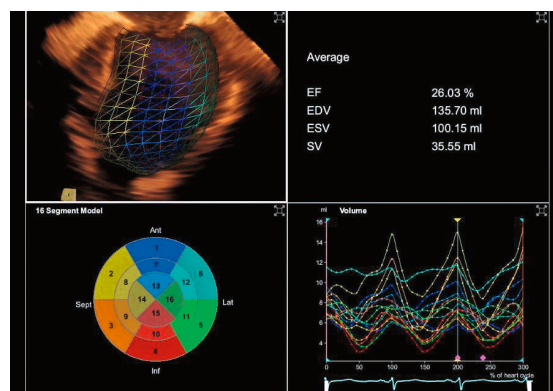 Average
EF 26.03 %
EDV 135.70 ml
ESV 100.15 ml
SV 35.55 ml
16 Segment Model
Ant
1
7
2
6
8
13
12
Sept
14
16
Lat
15
3
9
11
5
10
4
Inf
Volume
ml
16
14
12
10
8
6
4
0 50 100 150 200 250 300
% of heart cycle